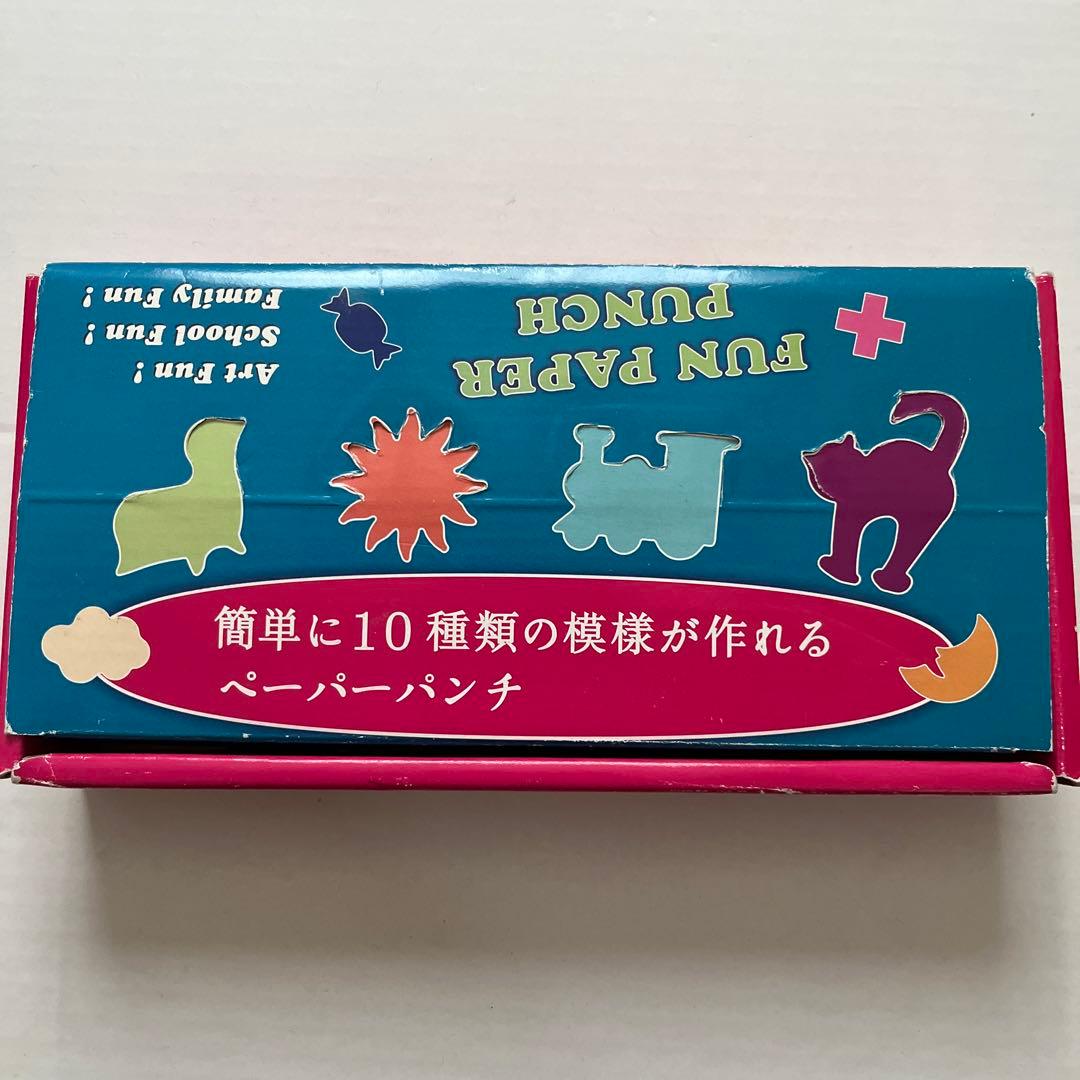 FUN PAPER
PUNCH
Art Fun !
School Fun !
Family Fun !
簡単に10種類の模様が作れる
ペーパーパンチ